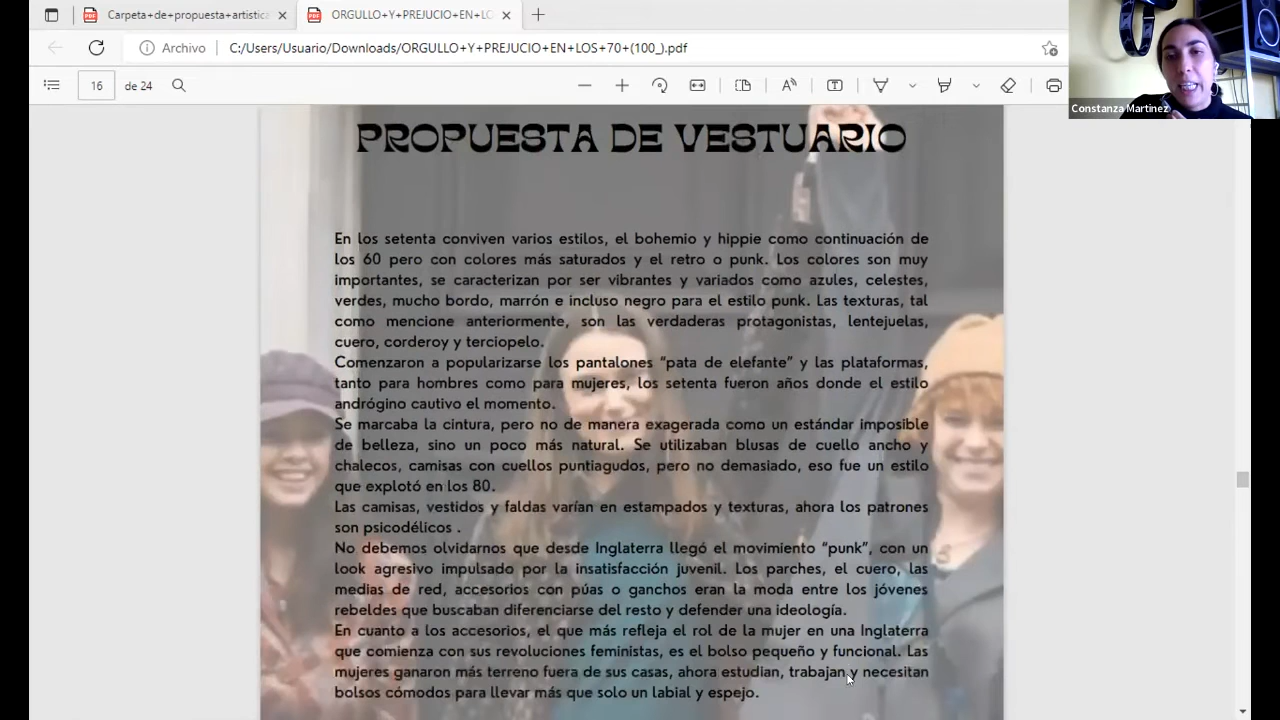 Carpeta+de+propuesta+artistica
ORGULLO+Y+PREJUCIO+EN+LO
Archivo
C:/Users/Usuario/Downloads/ORGULLO+Y+PREJUCIO+EN+LOS+70+(100_).pdf
16 de 24
Constanza Martinez
PROPUESTA DE VESTUARIO
En los setenta conviven varios estilos, el bohemio y hippie como continuación de
los 60 pero con colores más saturados y el retro o punk. Los colores son muy
importantes, se caracterizan por ser vibrantes y variados como azules, celestes,
verdes, mucho bordo, marrón e incluso negro para el estilo punk. Las texturas, tal
como mencione anteriormente, son las verdaderas protagonistas, lentejuelas,
cuero, corderoy y terciopelo.
Comenzaron a popularizarse los pantalones “pata de elefante” y las plataformas,
tanto para hombres como para mujeres, los setenta fueron años donde el estilo
andrógino cautivo el momento.
Se marcaba la cintura, pero no de manera exagerada como un estándar imposible
de belleza, sino un poco más natural. Se utilizaban blusas de cuello ancho y
chalecos, camisas con cuellos puntiagudos, pero no demasiado, eso fue un estilo
que explotó en los 80.
Las camisas, vestidos y faldas varían en estampados y texturas, ahora los patrones
son psicodélicos .
No debemos olvidarnos que desde Inglaterra llegó el movimiento “punk”, con un
look agresivo impulsado por la insatisfacción juvenil. Los parches, el cuero, las
medias de red, accesorios con púas o ganchos eran la moda entre los jóvenes
rebeldes que buscaban diferenciarse del resto y defender una ideología.
En cuanto a los accesorios, el que más refleja el rol de la mujer en una Inglaterra
que comienza con sus revoluciones feministas, es el bolso pequeño y funcional. Las
mujeres ganaron más terreno fuera de sus casas, ahora estudian, trabajan y necesitan
bolsos cómodos para llevar más que solo un labial y espejo.